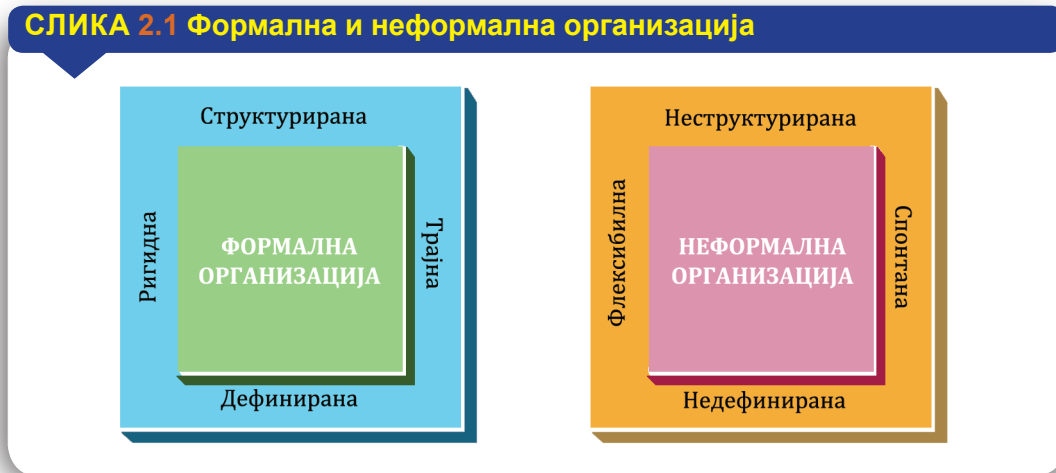 СЛИКА 2.1 Формална и неформална организација
Структурирана
Ригидна
ФОРМАЛНА
ОРГАНИЗАЦИЈА
Трајна
Дефинирана
Неструктурирана
Флексибилна
НЕФОРМАЛНА
ОРГАНИЗАЦИЈА
Спонтана
Недефинирана